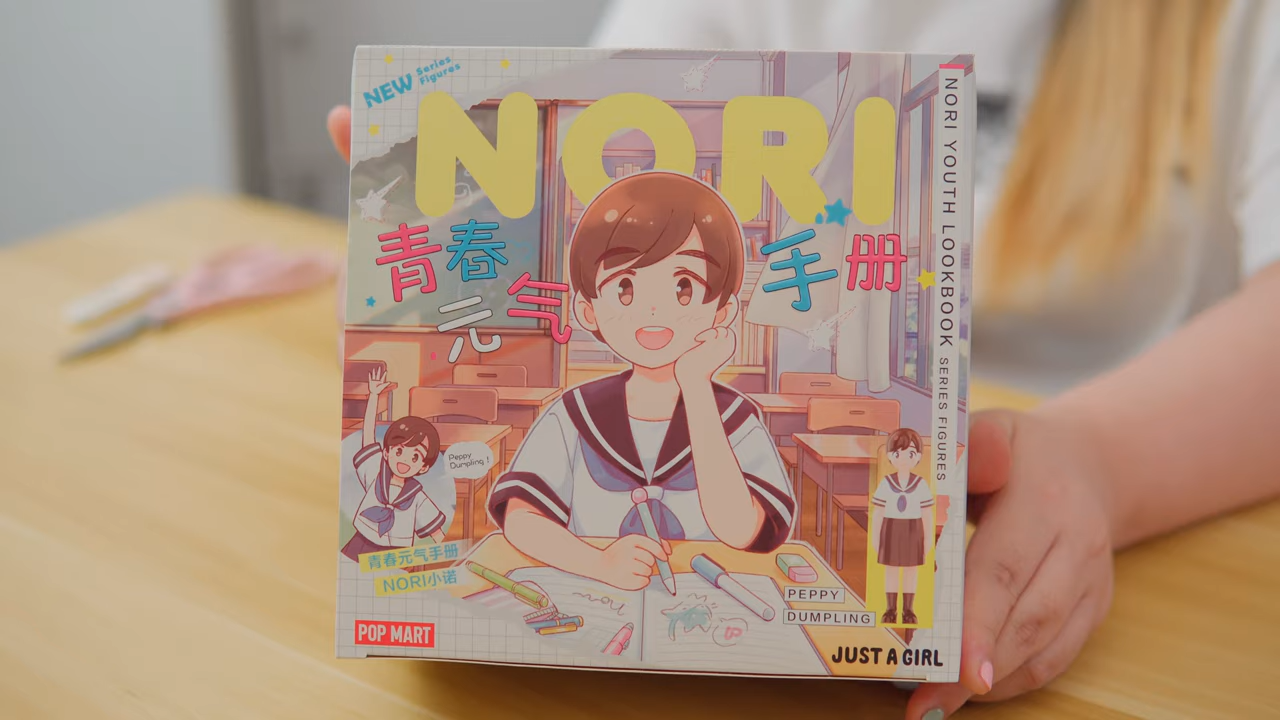 NEW Series Figures
NORI
青春
元气
手册
NORI YOUTH LOOKBOOK SERIES FIGURES
Peppy
Dumpling!
青春元气手册
NORI小诺
PEPPY
DUMPLING
POP MART
JUST A GIRL